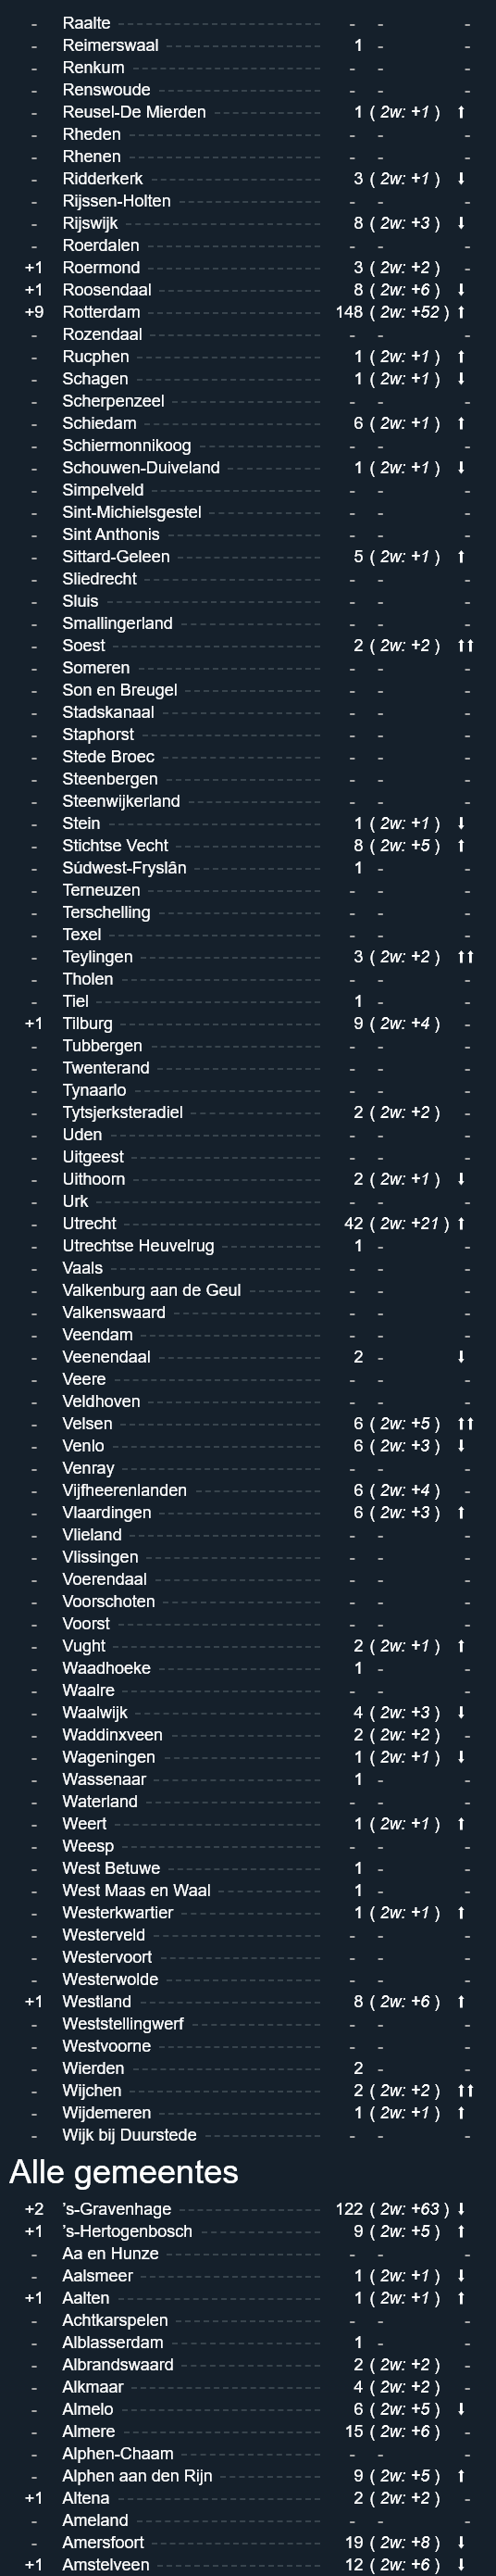 - Raalte - - -
- Reimerswaal 1 - -
- Renkum - - -
- Renswoude - - -
- Reusel-De Mierden 1 ( 2w: +1 ) ↑
- Rheden - - -
- Rhenen - - -
- Ridderkerk 3 ( 2w: +1 ) ↓
- Rijssen-Holten - - -
- Rijswijk 8 ( 2w: +3 ) ↓
- Roerdalen - - -
+1 Roermond 3 ( 2w: +2 ) -
+1 Roosendaal 8 ( 2w: +6 ) ↓
+9 Rotterdam 148 ( 2w: +52 ) ↑
- Rozendaal - - -
- Rucphen 1 ( 2w: +1 ) ↑
- Schagen 1 ( 2w: +1 ) ↓
- Scherpenzeel - - -
- Schiedam 6 ( 2w: +1 ) ↑
- Schiermonnikoog - - -
- Schouwen-Duiveland 1 ( 2w: +1 ) ↓
- Simpelveld - - -
- Sint-Michielsgestel - - -
- Sint Anthonis - - -
- Sittard-Geleen 5 ( 2w: +1 ) ↑
- Sliedrecht - - -
- Sluis - - -
- Smallingerland - - -
- Soest 2 ( 2w: +2 ) ↑↑
- Someren - - -
- Son en Breugel - - -
- Stadskanaal - - -
- Staphorst - - -
- Stede Broec - - -
- Steenbergen - - -
- Steenwijkerland - - -
- Stein 1 ( 2w: +1 ) ↓
- Stichtse Vecht 8 ( 2w: +5 ) ↑
- Súdwest-Fryslân 1 - -
- Terneuzen - - -
- Terschelling - - -
- Texel - - -
- Teylingen 3 ( 2w: +2 ) ↑↑
- Tholen - - -
- Tiel 1 - -
+1 Tilburg 9 ( 2w: +4 ) -
- Tubbergen - - -
- Twenterand - - -
- Tynaarlo - - -
- Tytsjerksteradiel 2 ( 2w: +2 ) -
- Uden - - -
- Uitgeest - - -
- Uithoorn 2 ( 2w: +1 ) ↓
- Urk - - -
- Utrecht 42 ( 2w: +21 ) ↑
- Utrechtse Heuvelrug 1 - -
- Vaals - - -
- Valkenburg aan de Geul - - -
- Valkenswaard - - -
- Veendam - - -
- Veenendaal 2 - ↓
- Veere - - -
- Veldhoven - - -
- Velsen 6 ( 2w: +5 ) ↑↑
- Venlo 6 ( 2w: +3 ) ↓
- Venray - - -
- Vijfheerenlanden 6 ( 2w: +4 ) -
- Vlaardingen 6 ( 2w: +3 ) ↑
- Vlieland - - -
- Vlissingen - - -
- Voerendaal - - -
- Voorschoten - - -
- Voorst - - -
- Vught 2 ( 2w: +1 ) ↑
- Waadhoeke 1 - -
- Waalre - - -
- Waalwijk 4 ( 2w: +3 ) ↓
- Waddinxveen 2 ( 2w: +2 ) -
- Wageningen 1 ( 2w: +1 ) ↓
- Wassenaar 1 - -
- Waterland - - -
- Weert 1 ( 2w: +1 ) ↑
- Weesp - - -
- West Betuwe 1 - -
- West Maas en Waal 1 - -
- Westerkwartier 1 ( 2w: +1 ) ↑
- Westerveld - - -
- Westervoort - - -
- Westerwolde - - -
+1 Westland 8 ( 2w: +6 ) ↑
- Weststellingwerf - - -
- Westvoorne - - -
- Wierden 2 - -
- Wijchen 2 ( 2w: +2 ) ↑↑
- Wijdemeren 1 ( 2w: +1 ) ↑
- Wijk bij Duurstede - - -
Alle gemeentes
+2 's-Gravenhage 122 ( 2w: +63 ) ↓
+1 's-Hertogenbosch 9 ( 2w: +5 ) ↑
- Aa en Hunze - - -
- Aalsmeer 1 ( 2w: +1 ) ↓
+1 Aalten 1 ( 2w: +1 ) ↑
- Achtkarspelen - - -
- Alblasserdam 1 - -
- Albrandswaard 2 ( 2w: +2 ) -
- Alkmaar 4 ( 2w: +2 ) -
- Almelo 6 ( 2w: +5 ) ↓
- Almere 15 ( 2w: +6 ) -
- Alphen-Chaam - - -
- Alphen aan den Rijn 9 ( 2w: +5 ) ↑
+1 Altena 2 ( 2w: +2 ) -
- Ameland - - -
- Amersfoort 19 ( 2w: +8 ) ↓
+1 Amstelveen 12 ( 2w: +6 ) ↓